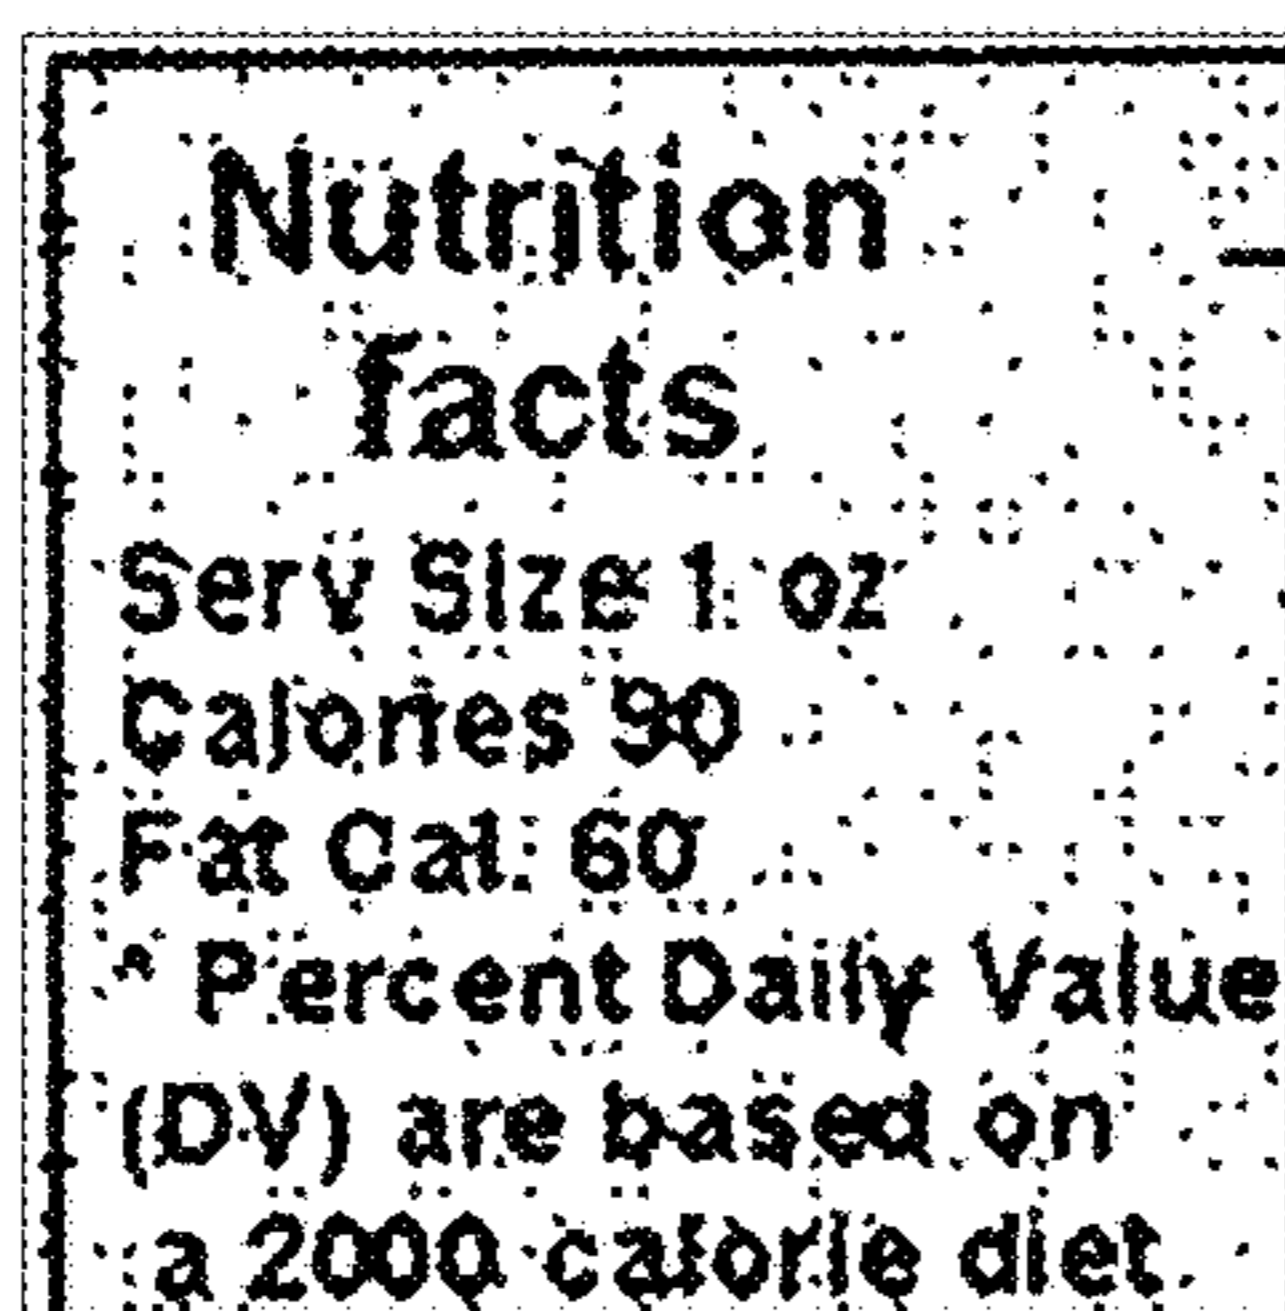 Nutrition
facts
Serv Size 1 oz
Calories 90
Fat Cal. 60
* Percent Daily Value
(DV) are based on
a 2000 calorie diet.